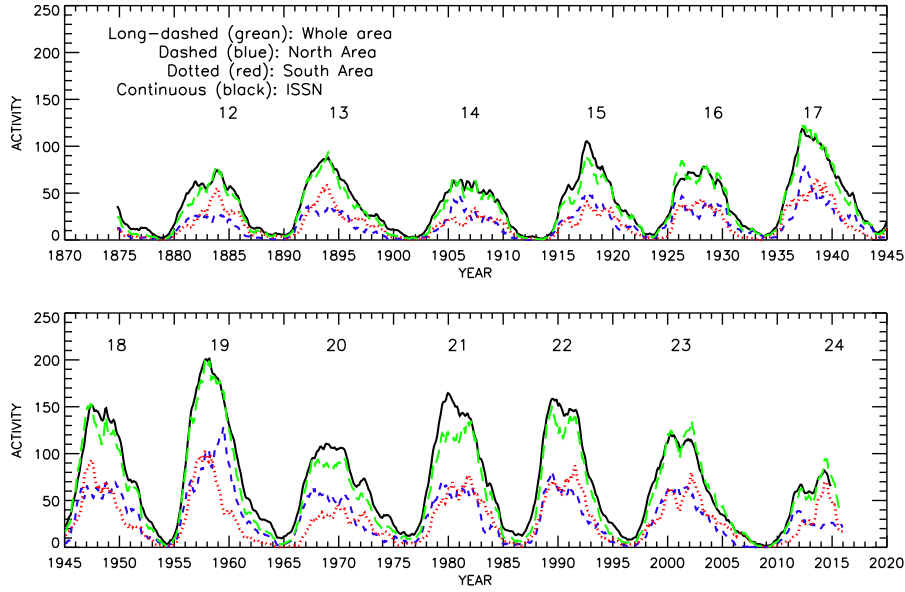 250
Long-dashed (grean): Whole area
200
Dashed (blue): North Area
Dotted (red): South Area
150
Continuous (black): ISSN
12 13 14 15 16 17
ACTIVITY
100
50
0
1870 1875 1880 1885 1890 1895 1900 1905 1910 1915 1920 1925 1930 1935 1940 1945
YEAR
250
18 19 20 21 22 23 24
200
150
ACTIVITY
100
50
0
1945 1950 1955 1960 1965 1970 1975 1980 1985 1990 1995 2000 2005 2010 2015 2020
YEAR